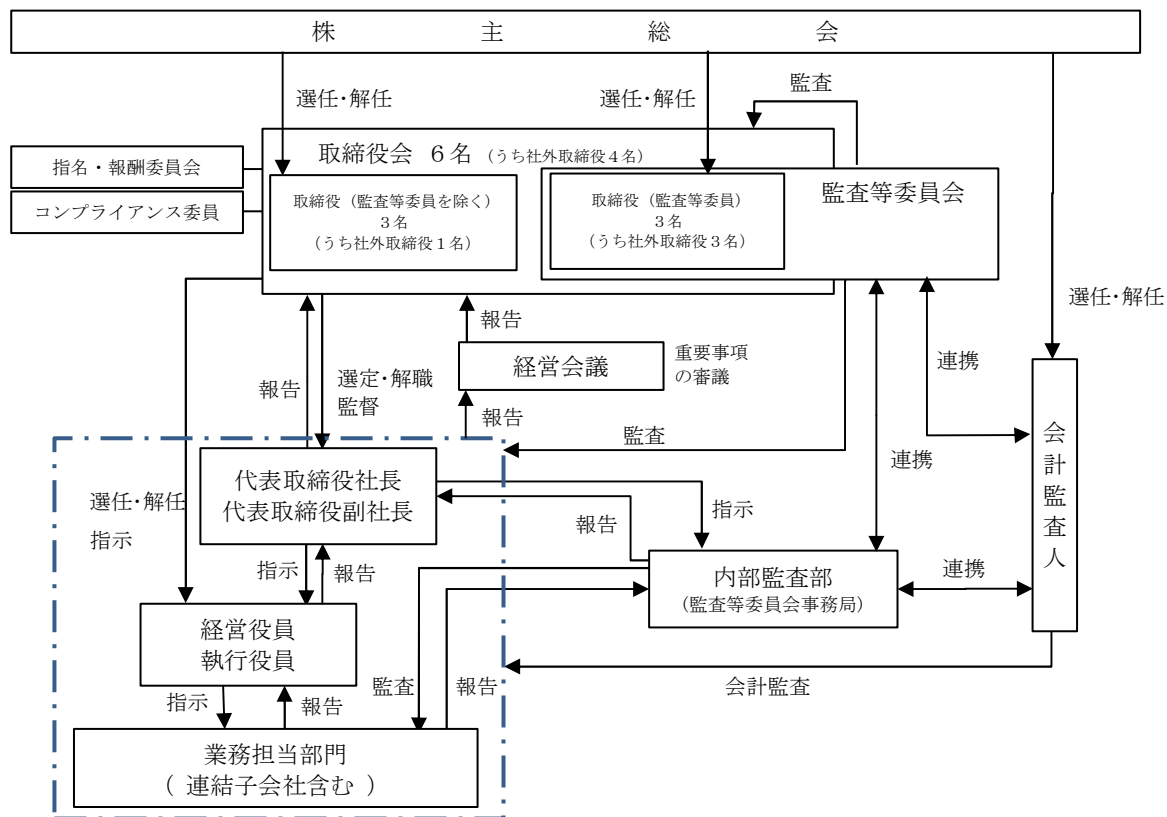 株主総会
選任・解任
選任・解任
監査
取締役会 6名（うち社外取締役4名）
指名・報酬委員会
コンプライアンス委員
取締役（監査等委員を除く）
3名
（うち社外取締役1名）
取締役（監査等委員）
3名
（うち社外取締役3名）
監査等委員会
選任・解任
報告
経営会議
重要事項
の審議
連携
報告
選定・解職
監督
報告
監査
連携
会計監査人
代表取締役社長
代表取締役副社長
選任・解任
指示
報告
指示
指示
報告
内部監査部
（監査等委員会事務局）
連携
経営役員
執行役員
監査
報告
会計監査
指示
報告
業務担当部門
（ 連結子会社含む ）